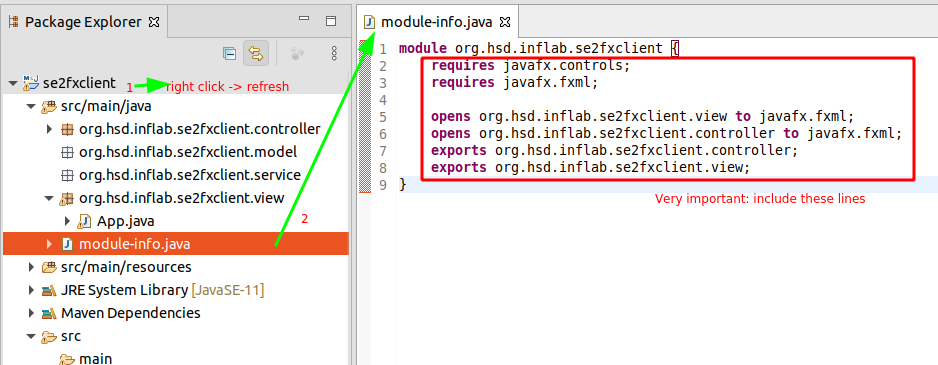 Package Explorer
se2fxclient
1 right click -> refresh
src/main/java
org.hsd.inflab.se2fxclient.controller
org.hsd.inflab.se2fxclient.model
org.hsd.inflab.se2fxclient.service
org.hsd.inflab.se2fxclient.view
App.java
2
module-info.java
src/main/resources
JRE System Library [JavaSE-11]
Maven Dependencies
src
main
module-info.java
1 module org.hsd.inflab.se2fxclient {
2 requires javafx.controls;
3 requires javafx.fxml;
4
5 opens org.hsd.inflab.se2fxclient.view to javafx.fxml;
6 opens org.hsd.inflab.se2fxclient.controller to javafx.fxml;
7 exports org.hsd.inflab.se2fxclient.controller;
8 exports org.hsd.inflab.se2fxclient.view;
9 }
Very important: include these lines